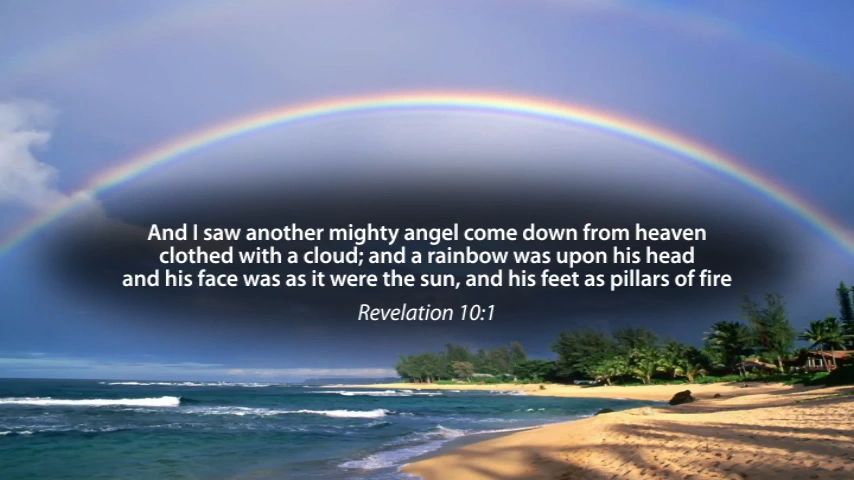 And I saw another mighty angel come down from heaven
clothed with a cloud; and a rainbow was upon his head
and his face was as it were the sun, and his feet as pillars of fire
Revelation 10:1